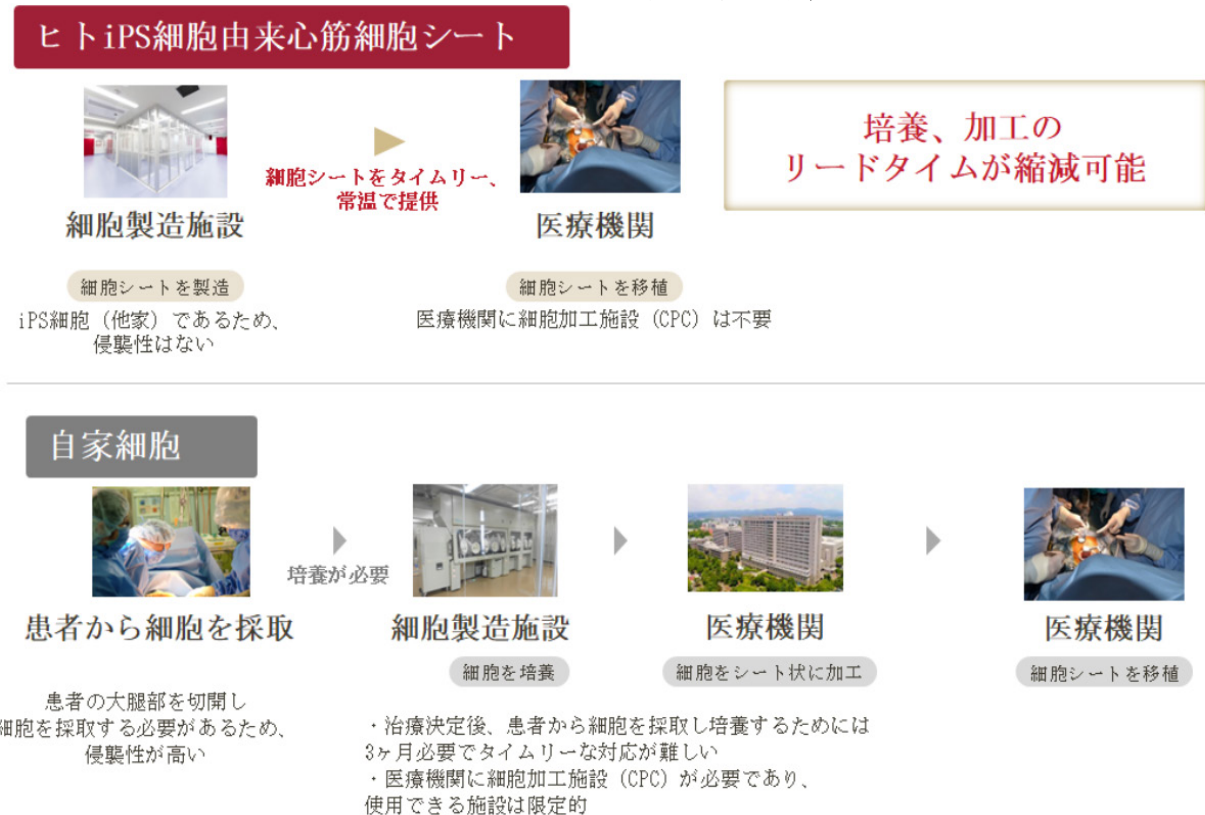 ヒトiPS細胞由来心筋細胞シート
細胞シートをタイムリー、
常温で提供
培養、加工の
リードタイムが縮減可能
細胞製造施設
医療機関
細胞シートを製造
細胞シートを移植
iPS細胞（他家）であるため、
侵襲性はない
医療機関に細胞加工施設（CPC）は不要
自家細胞
培養が必要
患者から細胞を採取
細胞製造施設
医療機関
医療機関
細胞を培養
細胞をシート状に加工
細胞シートを移植
患者の大腿部を切開し
細胞を採取する必要があるため、
侵襲性が高い
・治療決定後、患者から細胞を採取し培養するためには
3ヶ月必要でタイムリーな対応が難しい
・医療機関に細胞加工施設（CPC）が必要であり、
使用できる施設は限定的